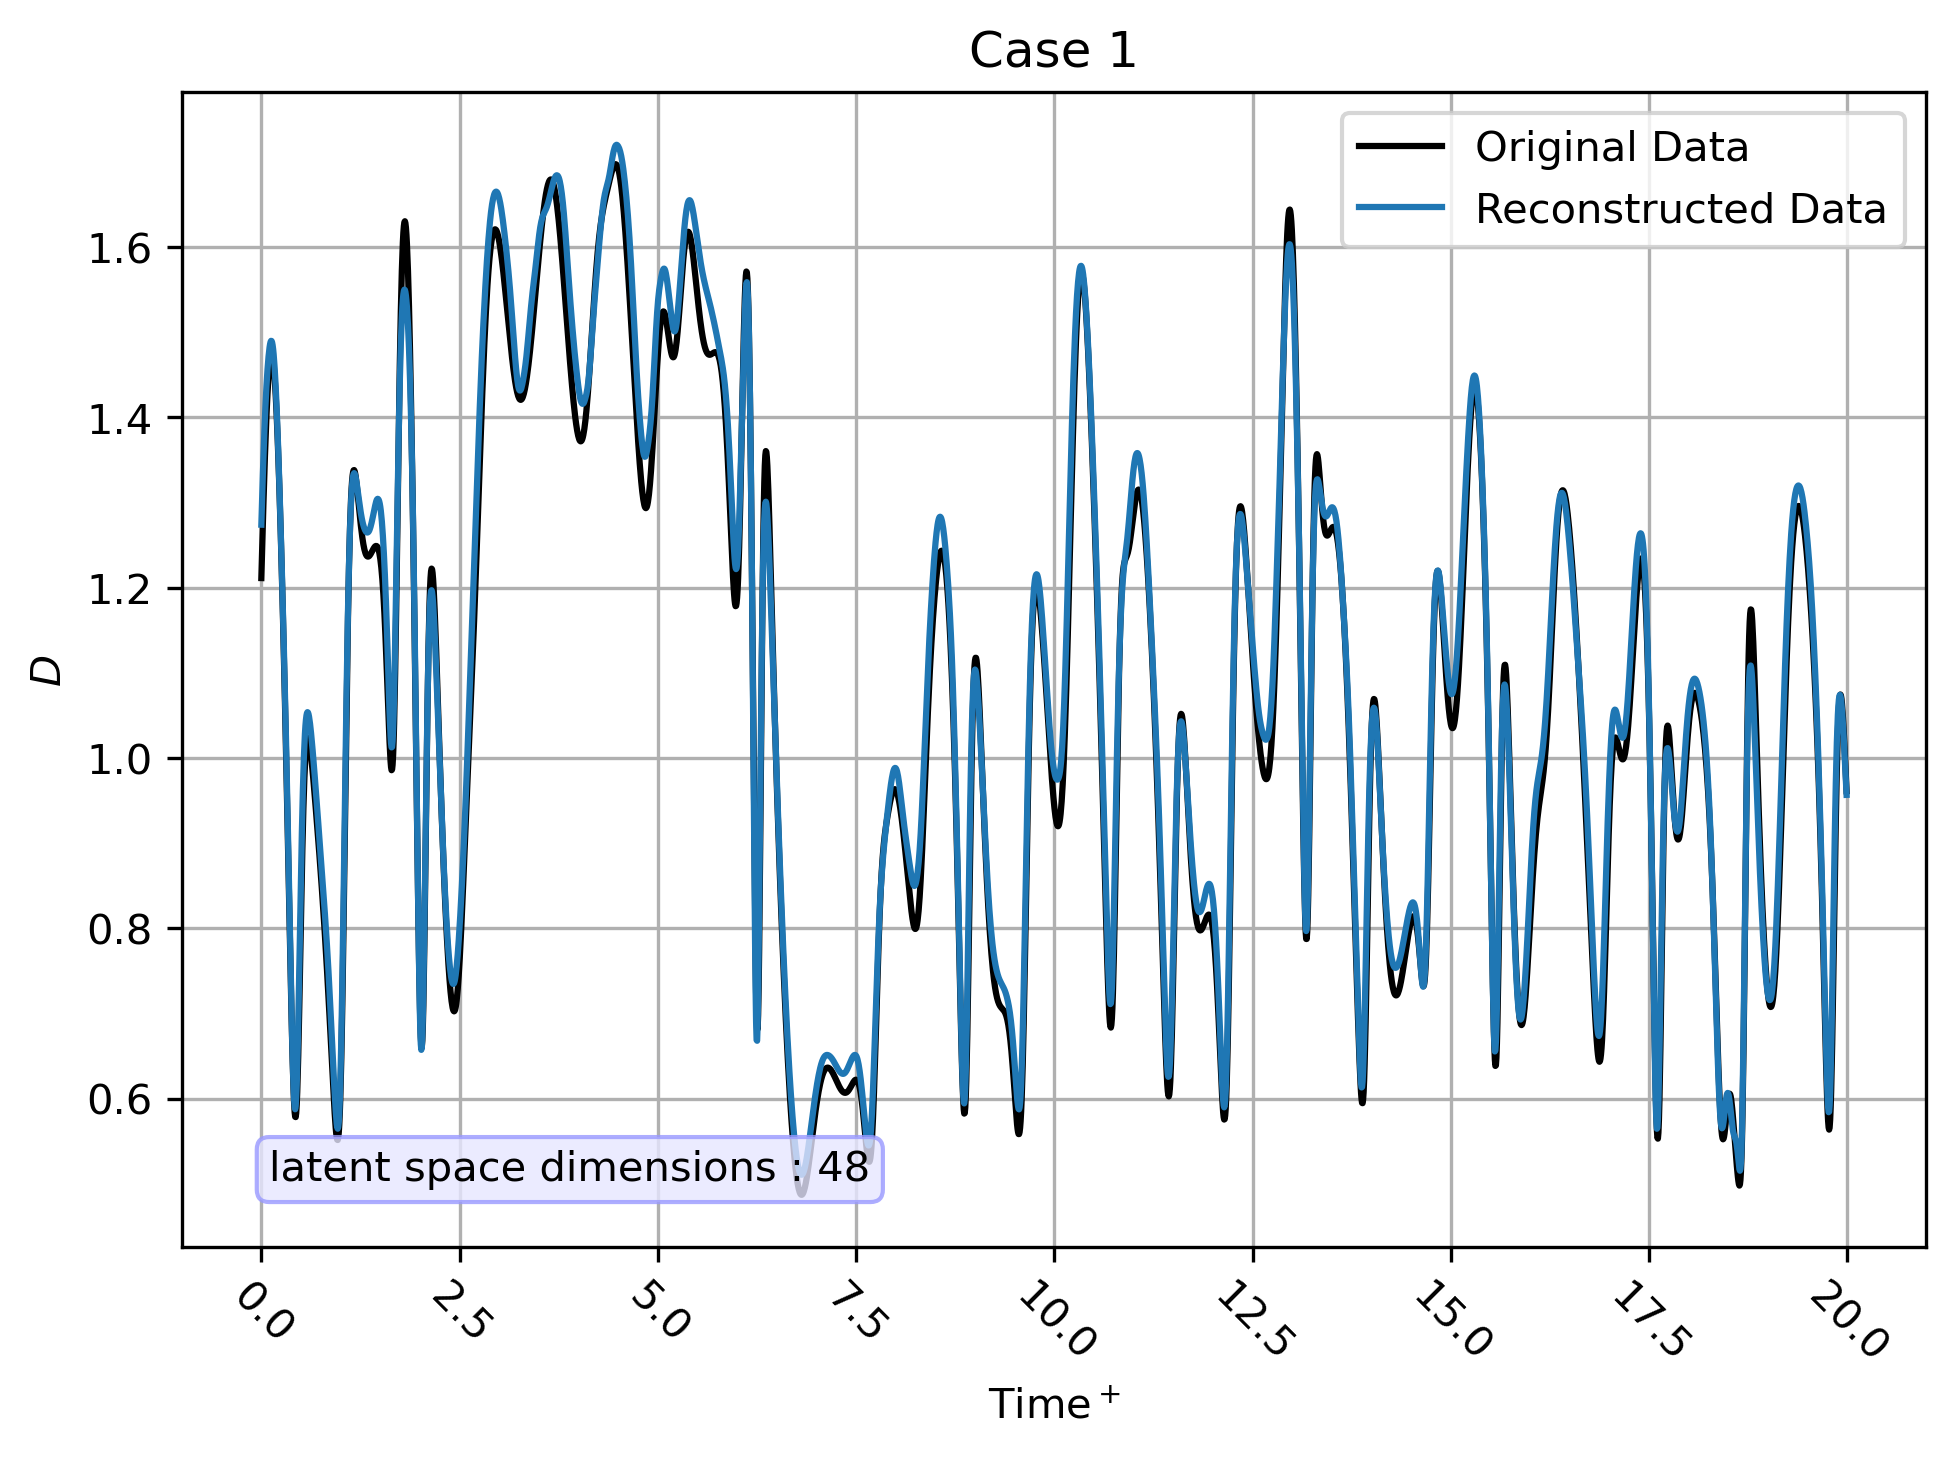 Case 1
Original Data
Reconstructed Data
D
1.6
1.4
1.2
1.0
0.8
0.6
latent space dimensions : 48
0.0 2.5 5.0 7.5 10.0 12.5 15.0 17.5 20.0
Time⁺